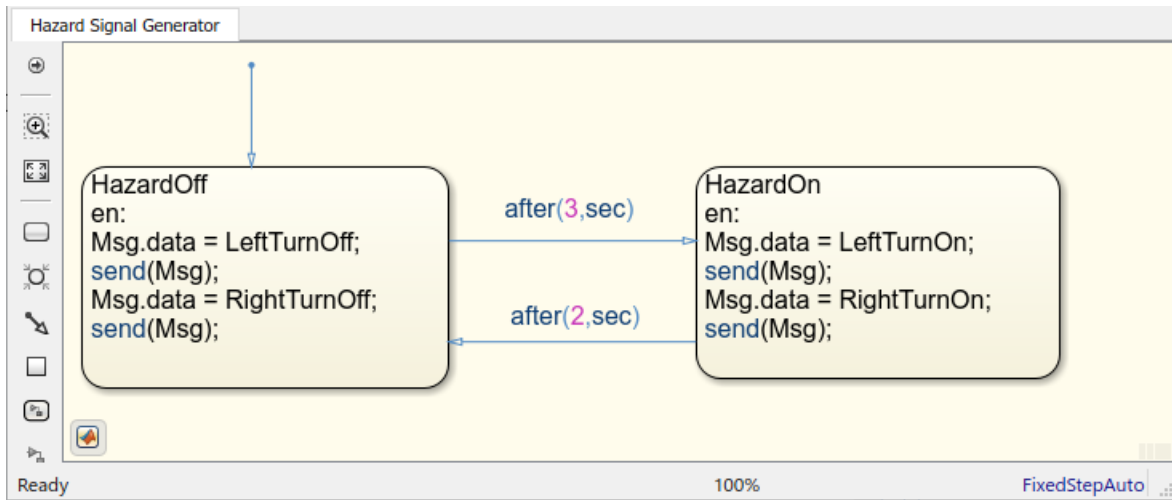 Hazard Signal Generator
HazardOff
en:
Msg.data = LeftTurnOff;
send(Msg);
Msg.data = RightTurnOff;
send(Msg);
after(3,sec)
after(2,sec)
HazardOn
en:
Msg.data = LeftTurnOn;
send(Msg);
Msg.data = RightTurnOn;
send(Msg);
Ready
100%
FixedStepAuto